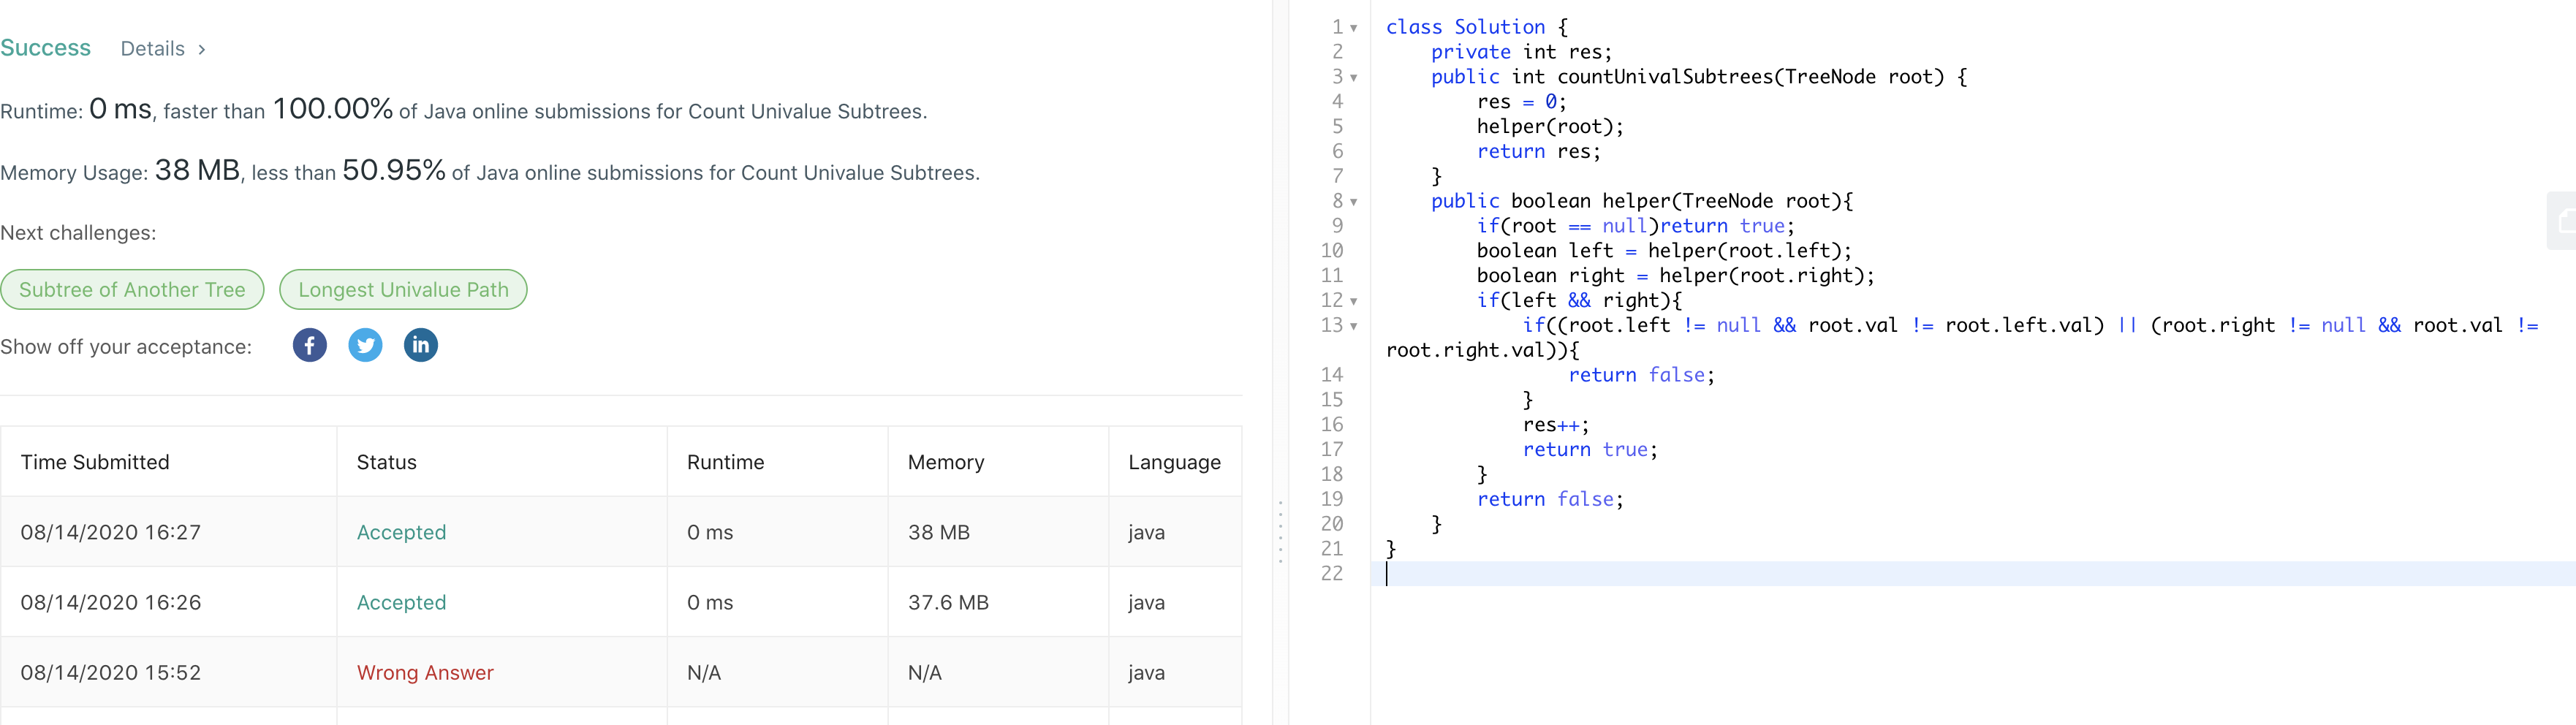 Success Details >
Runtime: 0 ms, faster than 100.00% of Java online submissions for Count Univalue Subtrees.
Memory Usage: 38 MB, less than 50.95% of Java online submissions for Count Univalue Subtrees.
Next challenges:
Subtree of Another Tree Longest Univalue Path
Show off your acceptance: f in
Time Submitted Status Runtime Memory Language
08/14/2020 16:27 Accepted 0 ms 38 MB java
08/14/2020 16:26 Accepted 0 ms 37.6 MB java
08/14/2020 15:52 Wrong Answer N/A N/A java
1 class Solution {
2     private int res;
3     public int countUnivalSubtrees(TreeNode root) {
4         res = 0;
5         helper(root);
6         return res;
7     }
8     public boolean helper(TreeNode root){
9         if(root == null)return true;
10         boolean left = helper(root.left);
11         boolean right = helper(root.right);
12         if(left && right){
13             if((root.left != null && root.val != root.left.val) || (root.right != null && root.val !=
root.right.val)){
14                 return false;
15             }
16             res++;
17             return true;
18         }
19         return false;
20     }
21 }
22